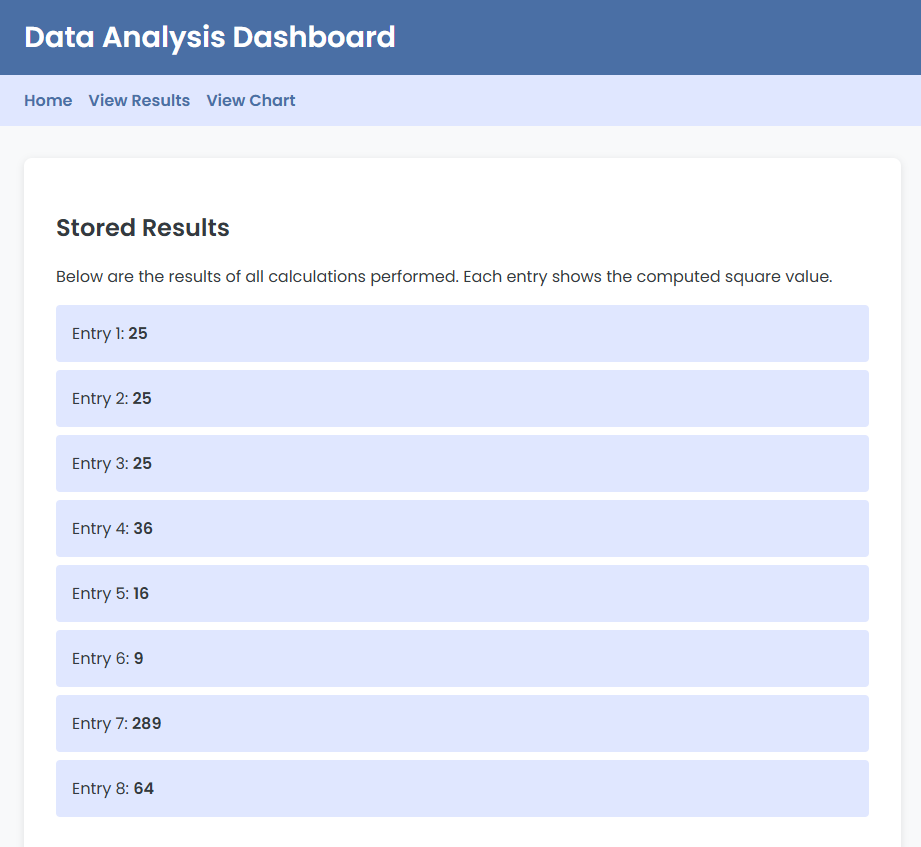 Data Analysis Dashboard
Home View Results View Chart
Stored Results
Below are the results of all calculations performed. Each entry shows the computed square value.
Entry 1: 25
Entry 2: 25
Entry 3: 25
Entry 4: 36
Entry 5: 16
Entry 6: 9
Entry 7: 289
Entry 8: 64